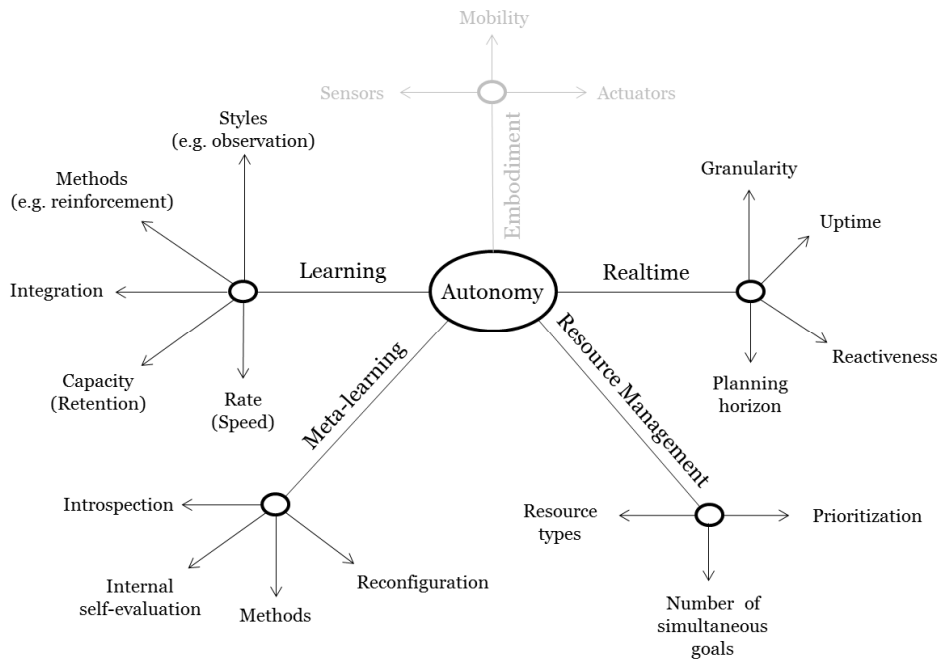 Mobility
Sensors
Actuators
Embodiment
Styles
(e.g. observation)
Methods
(e.g. reinforcement)
Integration
Capacity
(Retention)
Rate
(Speed)
Learning
Autonomy
Realtime
Granularity
Uptime
Reactiveness
Planning
horizon
Meta-learning
Introspection
Internal
self-evaluation
Methods
Reconfiguration
Resource Management
Resource
types
Prioritization
Number of
simultaneous
goals